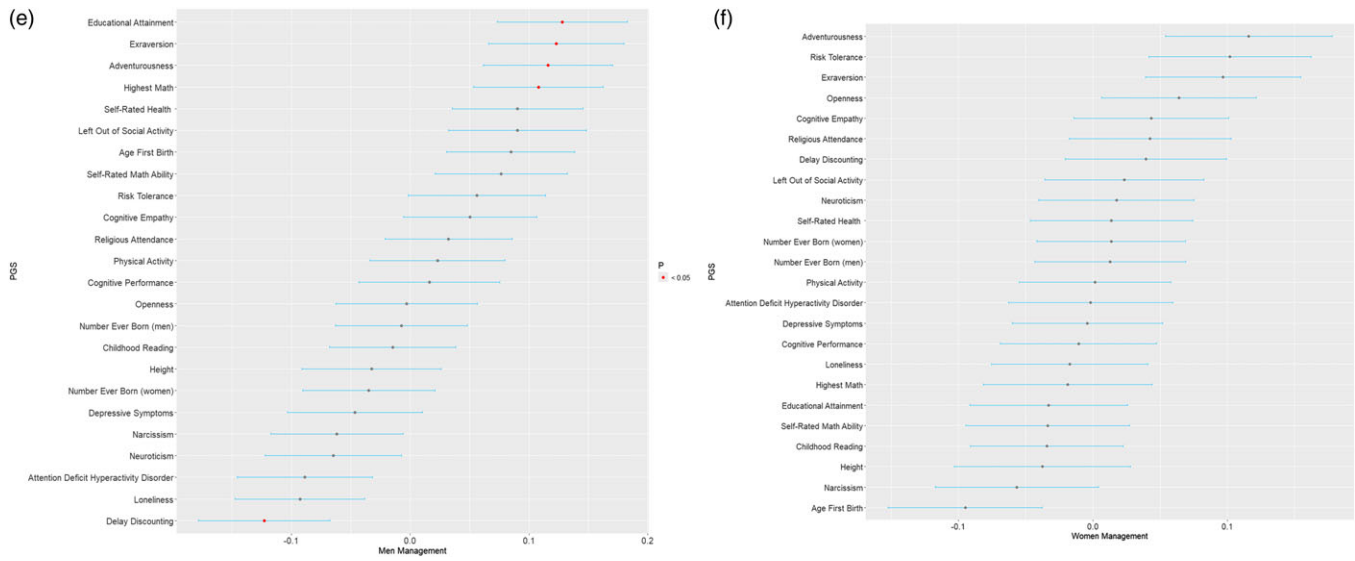 (e)
Educational Attainment
Exraversion
Adventurousness
Highest Math
Self-Rated Health
Left Out of Social Activity
Age First Birth
Self-Rated Math Ability
Risk Tolerance
Cognitive Empathy
Religious Attendance
Physical Activity
Cognitive Performance
Openness
Number Ever Born (men)
Childhood Reading
Height
Number Ever Born (women)
Depressive Symptoms
Narcissism
Neuroticism
Attention Deficit Hyperactivity Disorder
Loneliness
Delay Discounting
PGS
-0.1 0.0 0.1 0.2
Men Management
P
< 0.05
(f)
Adventurousness
Risk Tolerance
Exraversion
Openness
Cognitive Empathy
Religious Attendance
Delay Discounting
Left Out of Social Activity
Neuroticism
Self-Rated Health
Number Ever Born (women)
Number Ever Born (men)
Physical Activity
Attention Deficit Hyperactivity Disorder
Depressive Symptoms
Cognitive Performance
Loneliness
Highest Math
Educational Attainment
Self-Rated Math Ability
Childhood Reading
Height
Narcissism
Age First Birth
PGS
-0.1 0.0 0.1
Women Management